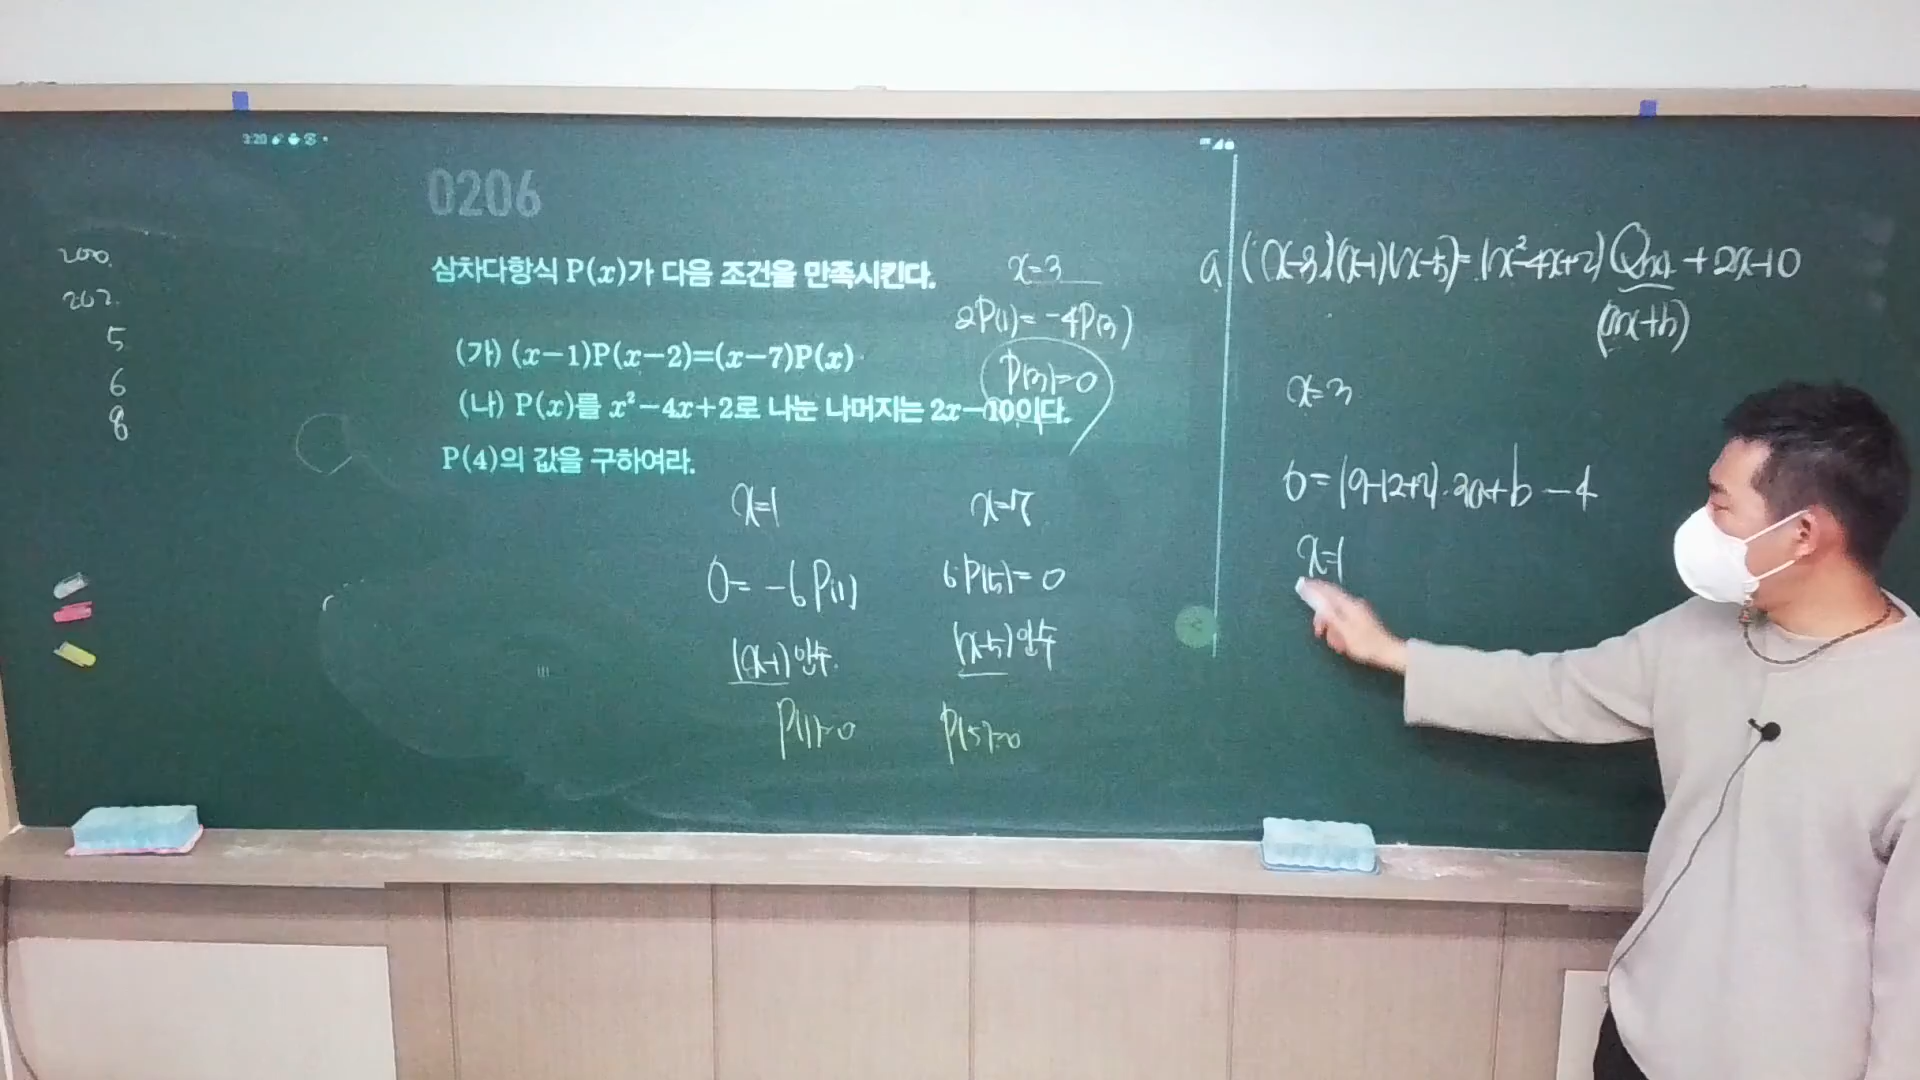 3:20
0206
200.
202.
5
6
8
삼차다항식 P(x)가 다음 조건을 만족시킨다.
(가) (x-1)P(x-2)=(x-7)P(x)
(나) P(x)를 x²-4x+2로 나눈 나머지는 2x-10이다.
P(4)의 값을 구하여라.
x=3
2P(1)=-4P(3)
P(3)=0
x=1
0=-6P(1)
(x-1)인수.
P(1)=0
x=7
6P(5)=0
(x-5)인수
P(5)=0
a(x-3)(x-1)(x-5)=(x²-4x+2)Q(x)+2x-10
(ax+b)
x=3
0=(9-12+2)·3a+b-4
x=1